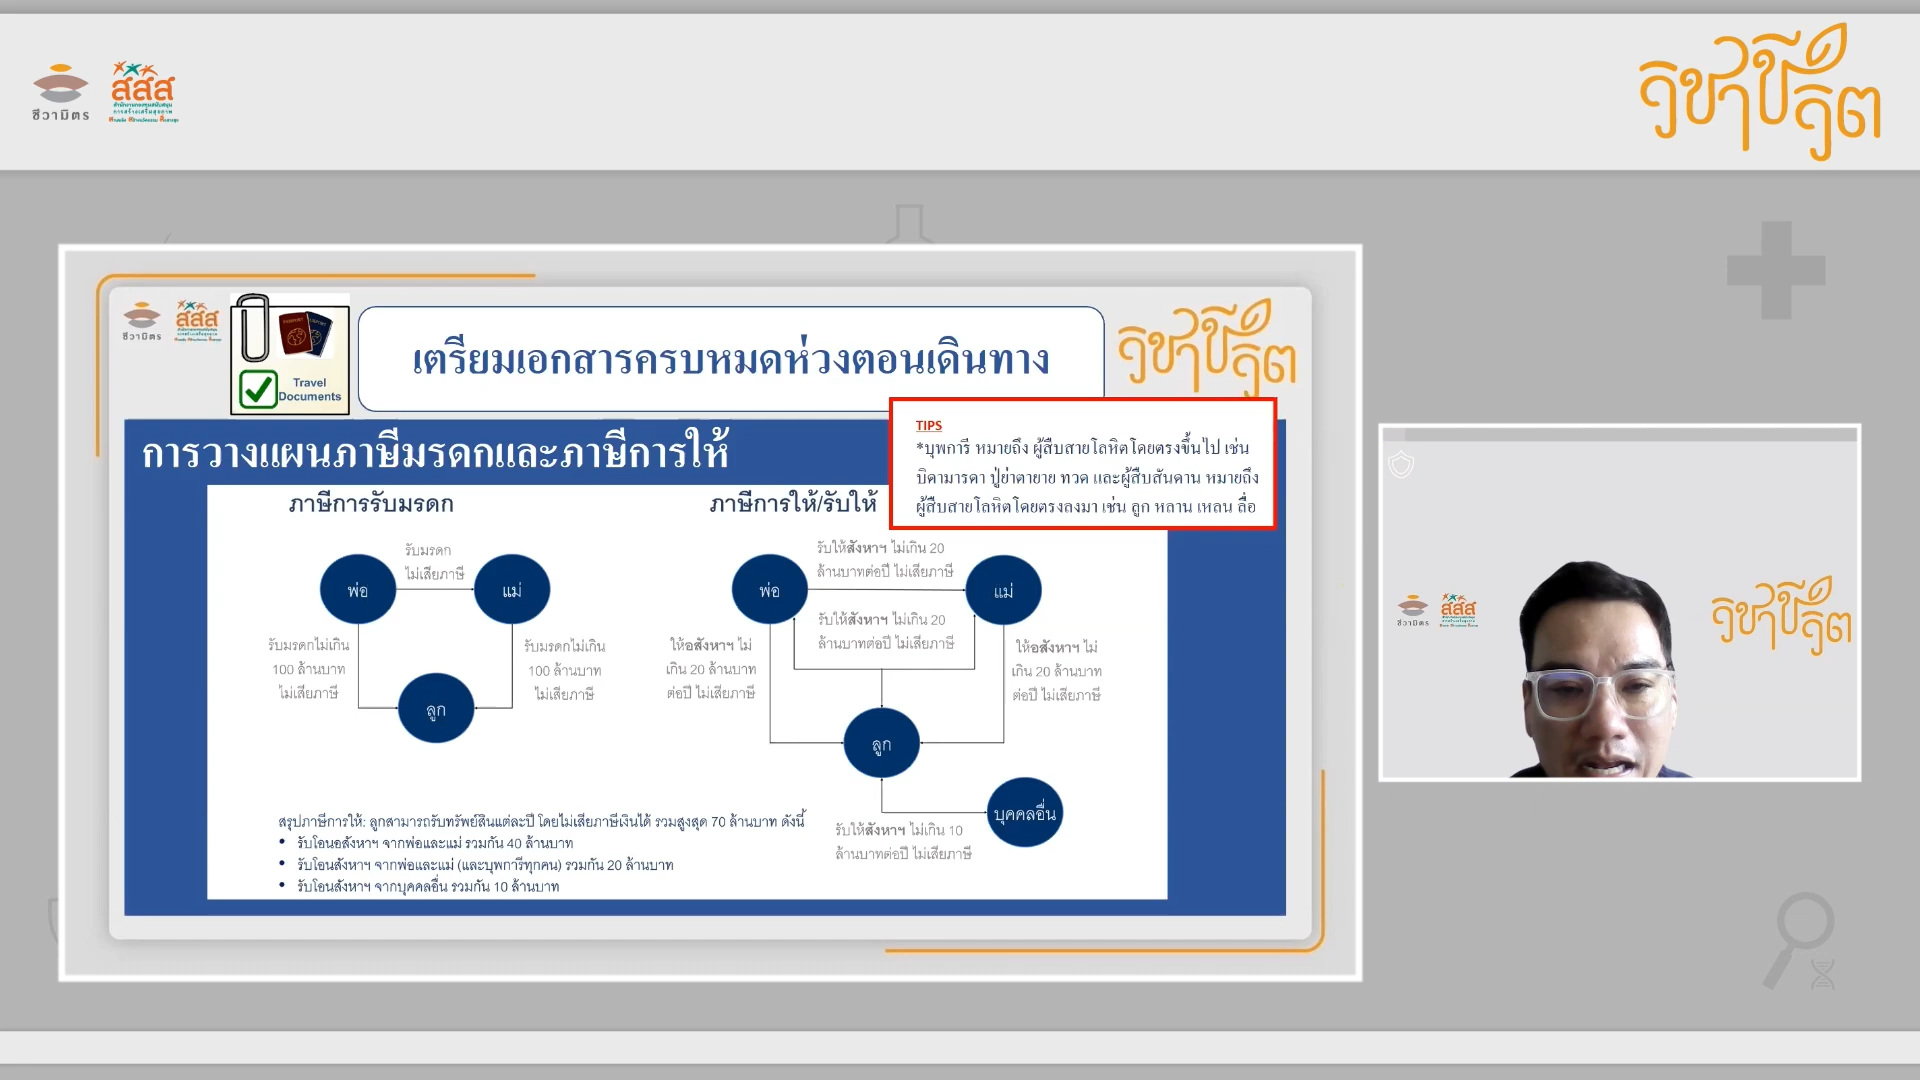 ชีวามิตร
สสส
วิชาชีวิต
ชีวามิตร
สสส
Travel
Documents
เตรียมเอกสารครบหมดห่วงตอนเดินทาง
วิชาชีวิต
การวางแผนภาษีมรดกและภาษีการให้
TIPS
*บุพการี หมายถึง ผู้สืบสายโลหิตโดยตรงขึ้นไป เช่น
บิดามารดา ปู่ย่าตายาย ทวด และผู้สืบสันดาน หมายถึง
ผู้สืบสายโลหิตโดยตรงลงมา เช่น ลูก หลาน เหลน ลื่อ
ภาษีการรับมรดก
รับมรดก
ไม่เสียภาษี
พ่อ
แม่
รับมรดกไม่เกิน
100 ล้านบาท
ไม่เสียภาษี
รับมรดกไม่เกิน
100 ล้านบาท
ไม่เสียภาษี
ลูก
ภาษีการให้/รับให้
รับให้สังหาฯ ไม่เกิน 20
ล้านบาทต่อปี ไม่เสียภาษี
พ่อ
แม่
รับให้สังหาฯ ไม่เกิน 20
ล้านบาทต่อปี ไม่เสียภาษี
ให้อสังหาฯ ไม่
เกิน 20 ล้านบาท
ต่อปี ไม่เสียภาษี
ให้อสังหาฯ ไม่
เกิน 20 ล้านบาท
ต่อปี ไม่เสียภาษี
ลูก
บุคคลอื่น
รับให้สังหาฯ ไม่เกิน 10
ล้านบาทต่อปี ไม่เสียภาษี
สรุปภาษีการให้: ลูกสามารถรับทรัพย์สินแต่ละปี โดยไม่เสียภาษีเงินได้ รวมสูงสุด 70 ล้านบาท ดังนี้
• รับโอนอสังหาฯ จากพ่อและแม่ รวมกัน 40 ล้านบาท
• รับโอนสังหาฯ จากพ่อและแม่ (และบุพการีทุกคน) รวมกัน 20 ล้านบาท
• รับโอนสังหาฯ จากบุคคลอื่น รวมกัน 10 ล้านบาท
ชีวามิตร
สสส
วิชาชีวิต